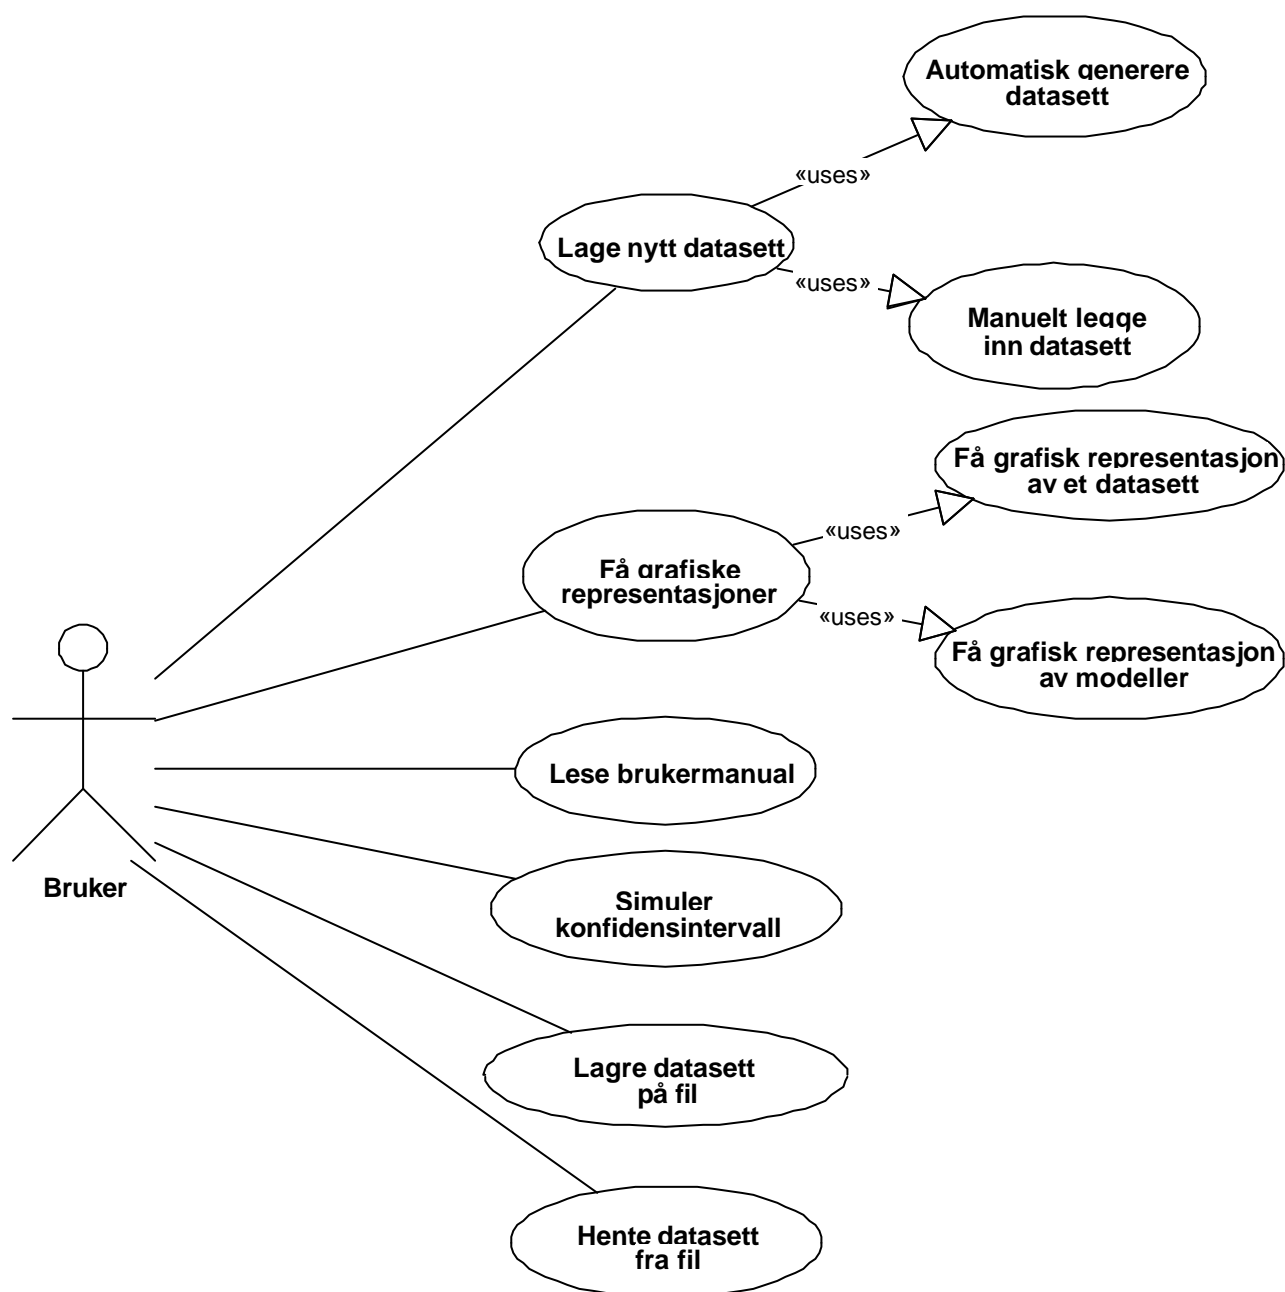 Automatisk generere
datasett
«uses»
Lage nytt datasett
«uses»
Manuelt legge
inn datasett
Få grafisk representasjon
av et datasett
«uses»
Få grafiske
representasjoner
«uses»
Få grafisk representasjon
av modeller
Lese brukermanual
Bruker
Simuler
konfidensintervall
Lagre datasett
på fil
Hente datasett
fra fil